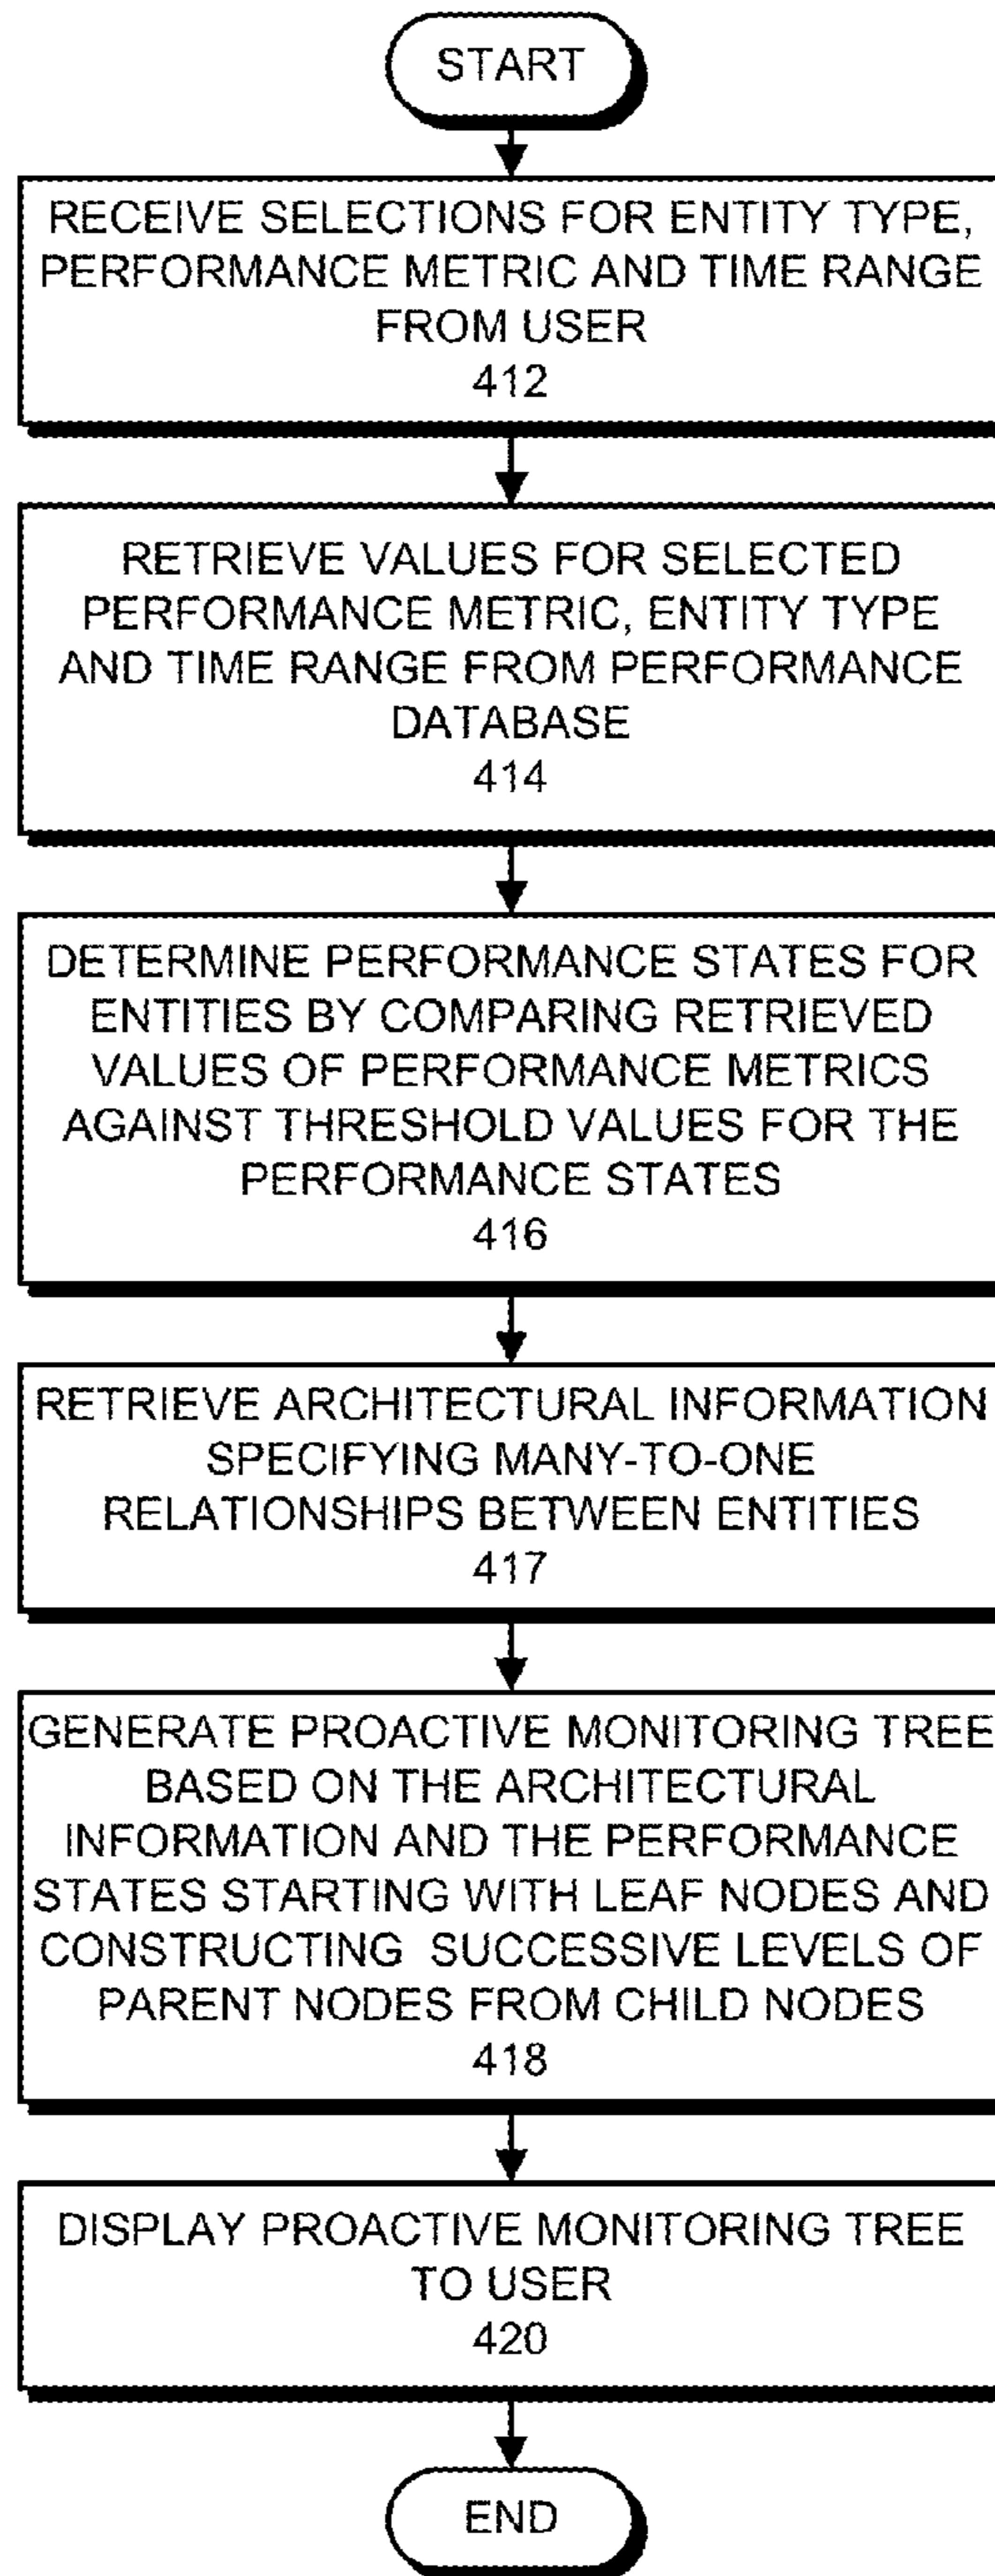 START
RECEIVE SELECTIONS FOR ENTITY TYPE,
PERFORMANCE METRIC AND TIME RANGE
FROM USER
412
RETRIEVE VALUES FOR SELECTED
PERFORMANCE METRIC, ENTITY TYPE
AND TIME RANGE FROM PERFORMANCE
DATABASE
414
DETERMINE PERFORMANCE STATES FOR
ENTITIES BY COMPARING RETRIEVED
VALUES OF PERFORMANCE METRICS
AGAINST THRESHOLD VALUES FOR THE
PERFORMANCE STATES
416
RETRIEVE ARCHITECTURAL INFORMATION
SPECIFYING MANY-TO-ONE
RELATIONSHIPS BETWEEN ENTITIES
417
GENERATE PROACTIVE MONITORING TREE
BASED ON THE ARCHITECTURAL
INFORMATION AND THE PERFORMANCE
STATES STARTING WITH LEAF NODES AND
CONSTRUCTING SUCCESSIVE LEVELS OF
PARENT NODES FROM CHILD NODES
418
DISPLAY PROACTIVE MONITORING TREE
TO USER
420
END